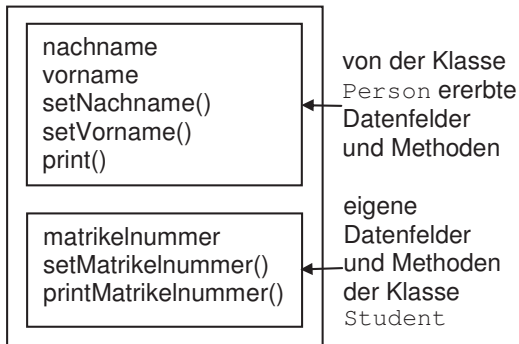 nachname
vorname
setNachname()
setVorname()
print()
von der Klasse
Person ererbte
Datenfelder
und Methoden
matrikelnummer
setMatrikelnummer()
printMatrikelnummer()
eigene
Datenfelder
und Methoden
der Klasse
Student